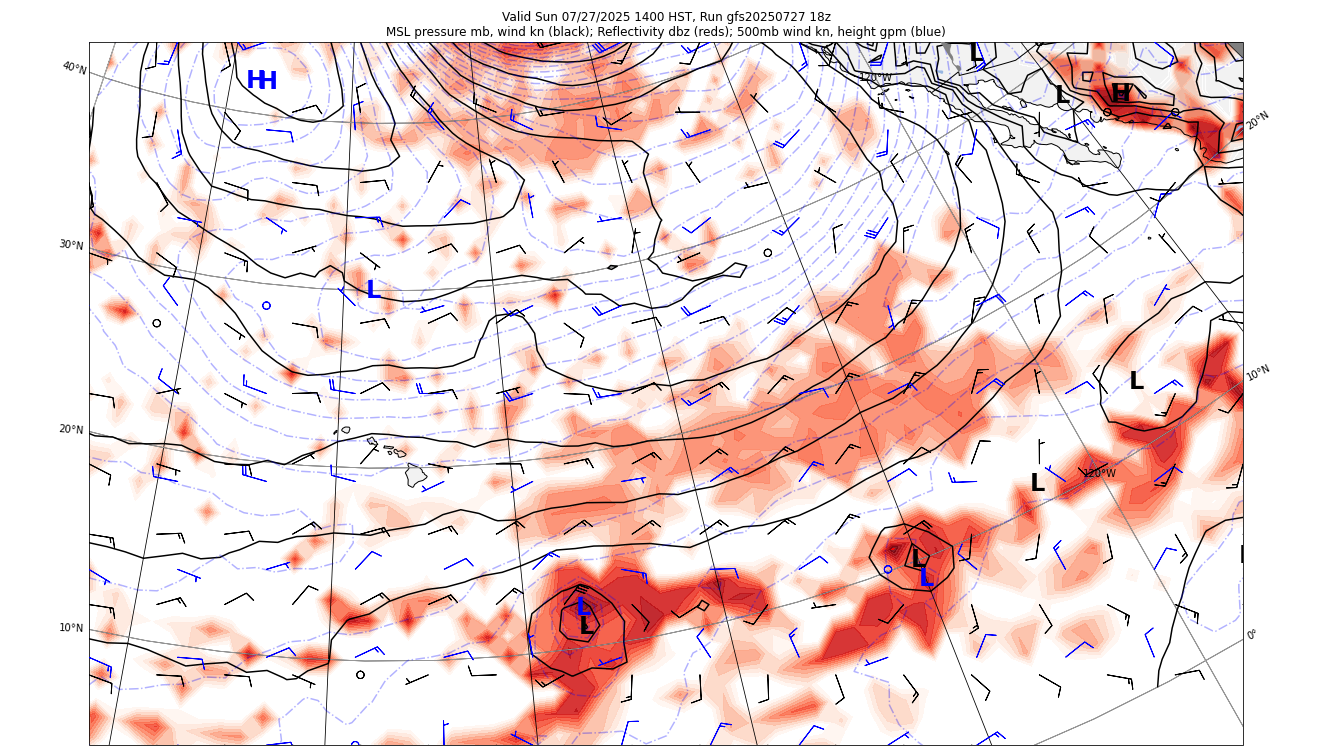 Valid Sun 07/27/2025 1400 HST, Run gfs20250727 18z
MSL pressure mb, wind kn (black); Reflectivity dbz (reds); 500mb wind kn, height gpm (blue)
L
40°N
HH
120°W
L
H
20°N
30°N
L
10°N
L
20°N
120°W
L
L
L
L
L
10°N
0°